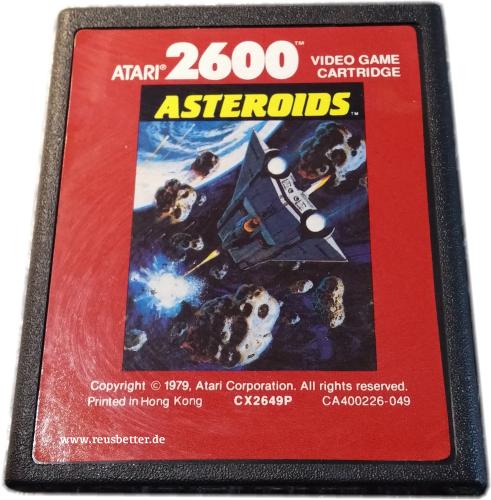 ATARI® 2600™ VIDEO GAME
CARTRIDGE
ASTEROIDS™
Copyright © 1979, Atari Corporation. All rights reserved.
Printed in Hong Kong CX2649P CA400226-049
www.reusbetter.de